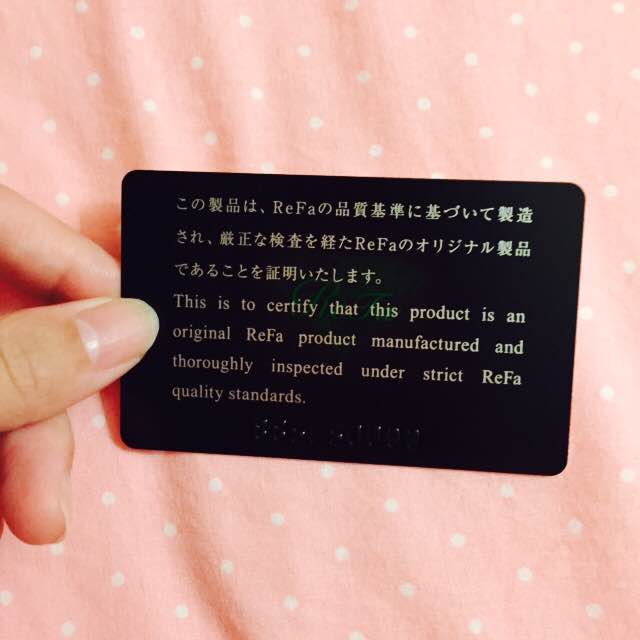 この製品は、ReFaの品質基準に基づいて製造
され、厳正な検査を経たReFaのオリジナル製品
であることを証明いたします。
This is to certify that this product is an
original ReFa product manufactured and
thoroughly inspected under strict ReFa
quality standards.